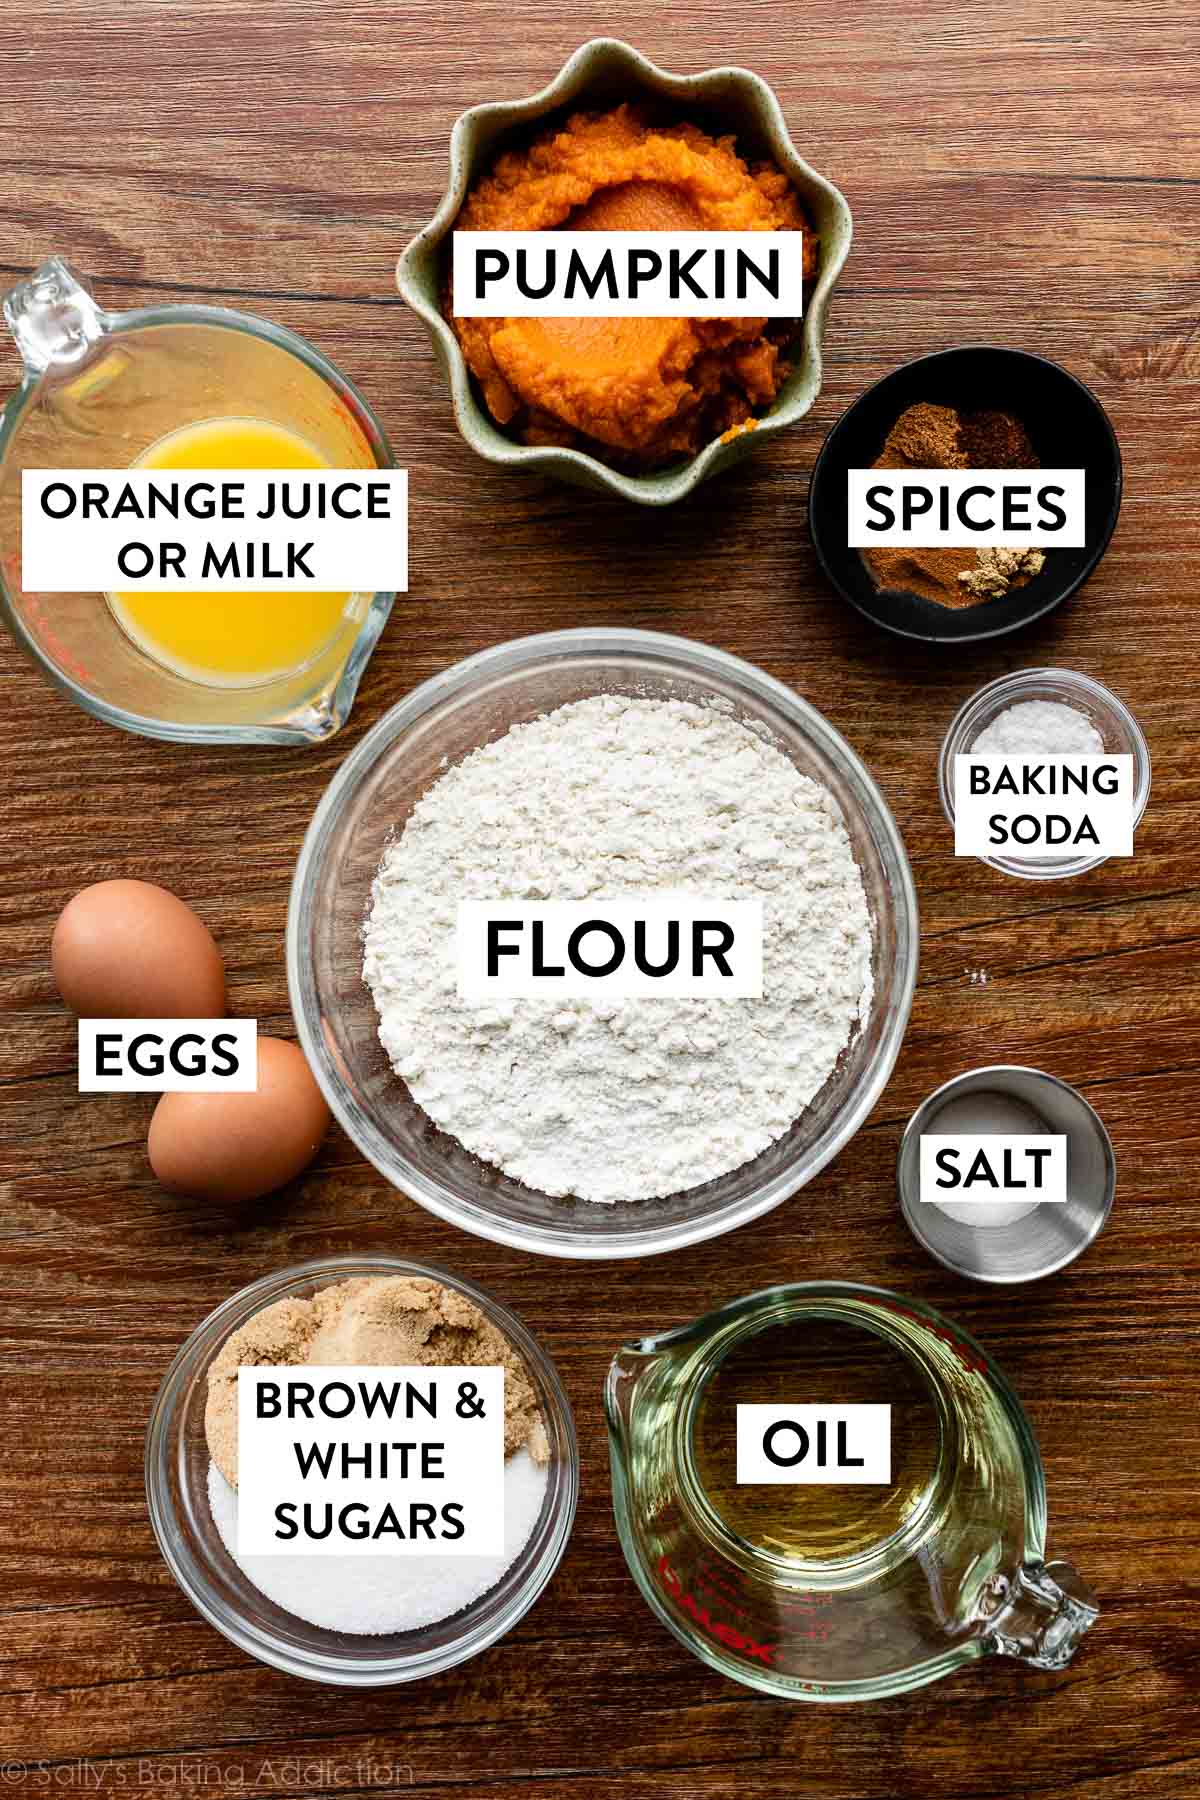 PUMPKIN
ORANGE JUICE
OR MILK
SPICES
BAKING
SODA
FLOUR
EGGS
SALT
BROWN &
WHITE
SUGARS
OIL
© Sally's Baking Addiction